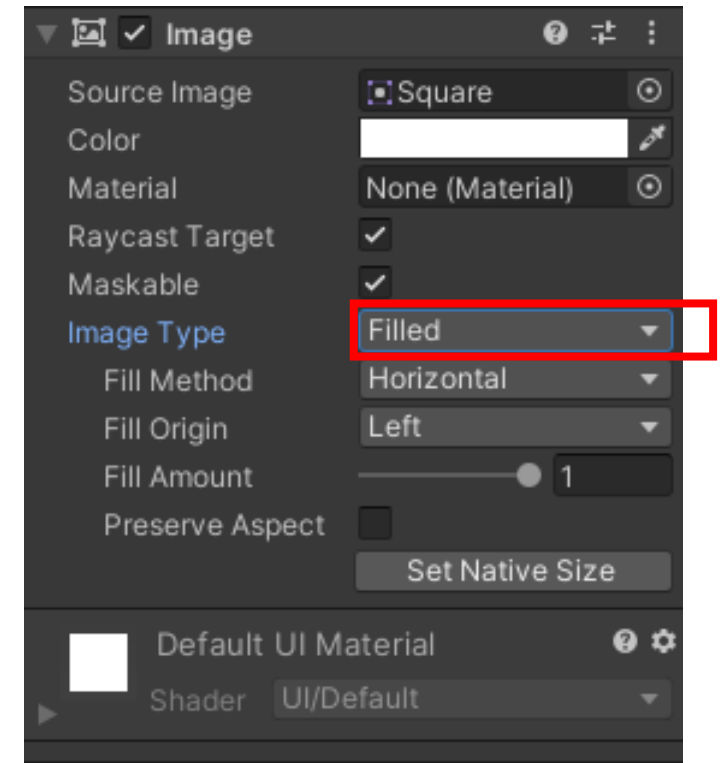 Image
Source Image Square
Color
Material None (Material)
Raycast Target
Maskable
Image Type Filled
Fill Method Horizontal
Fill Origin Left
Fill Amount 1
Preserve Aspect
Set Native Size
Default UI Material
Shader UI/Default